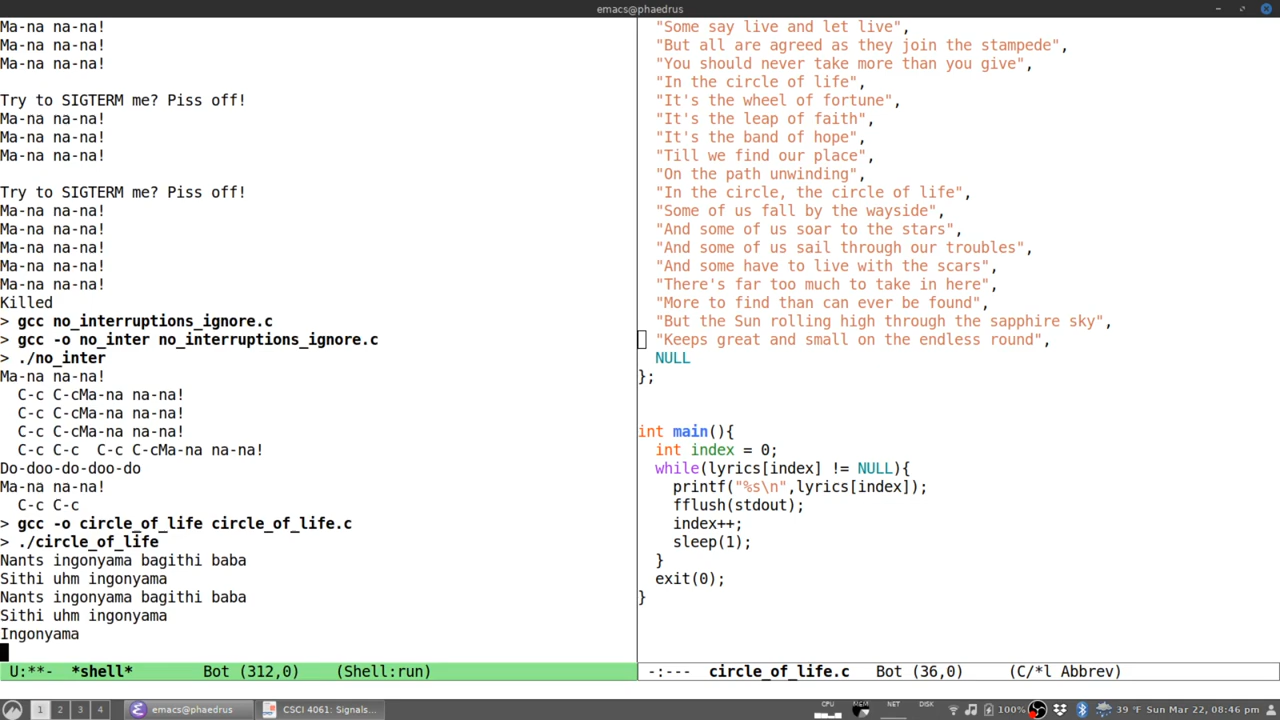 emacs@phaedrus
Ma-na na-na!
Ma-na na-na!
Ma-na na-na!
Try to SIGTERM me? Piss off!
Ma-na na-na!
Ma-na na-na!
Ma-na na-na!
Try to SIGTERM me? Piss off!
Ma-na na-na!
Ma-na na-na!
Ma-na na-na!
Ma-na na-na!
Ma-na na-na!
Killed
> gcc no_interruptions_ignore.c
> gcc -o no_inter no_interruptions_ignore.c
> ./no_inter
Ma-na na-na!
  C-c C-cMa-na na-na!
  C-c C-cMa-na na-na!
  C-c C-cMa-na na-na!
  C-c C-c  C-c C-cMa-na na-na!
Do-doo-do-doo-do
Ma-na na-na!
  C-c C-c
> gcc -o circle_of_life circle_of_life.c
> ./circle_of_life
Nants ingonyama bagithi baba
Sithi uhm ingonyama
Nants ingonyama bagithi baba
Sithi uhm ingonyama
Ingonyama
U:**-  *shell*      Bot (312,0)    (Shell:run)
  "Some say live and let live",
  "But all are agreed as they join the stampede",
  "You should never take more than you give",
  "In the circle of life",
  "It's the wheel of fortune",
  "It's the leap of faith",
  "It's the band of hope",
  "Till we find our place",
  "On the path unwinding",
  "In the circle, the circle of life",
  "Some of us fall by the wayside",
  "And some of us soar to the stars",
  "And some of us sail through our troubles",
  "And some have to live with the scars",
  "There's far too much to take in here",
  "More to find than can ever be found",
  "But the Sun rolling high through the sapphire sky",
  "Keeps great and small on the endless round",
  NULL
};
int main(){
  int index = 0;
  while(lyrics[index] != NULL){
    printf("%s\n",lyrics[index]);
    fflush(stdout);
    index++;
    sleep(1);
  }
  exit(0);
}
-:---  circle_of_life.c   Bot (36,0)     (C/*l Abbrev)
1 2 3 4 emacs@phaedrus CSCI 4061: Signals... CPU MEM NET DISK 100% 39 °F Sun Mar 22, 08:46 pm